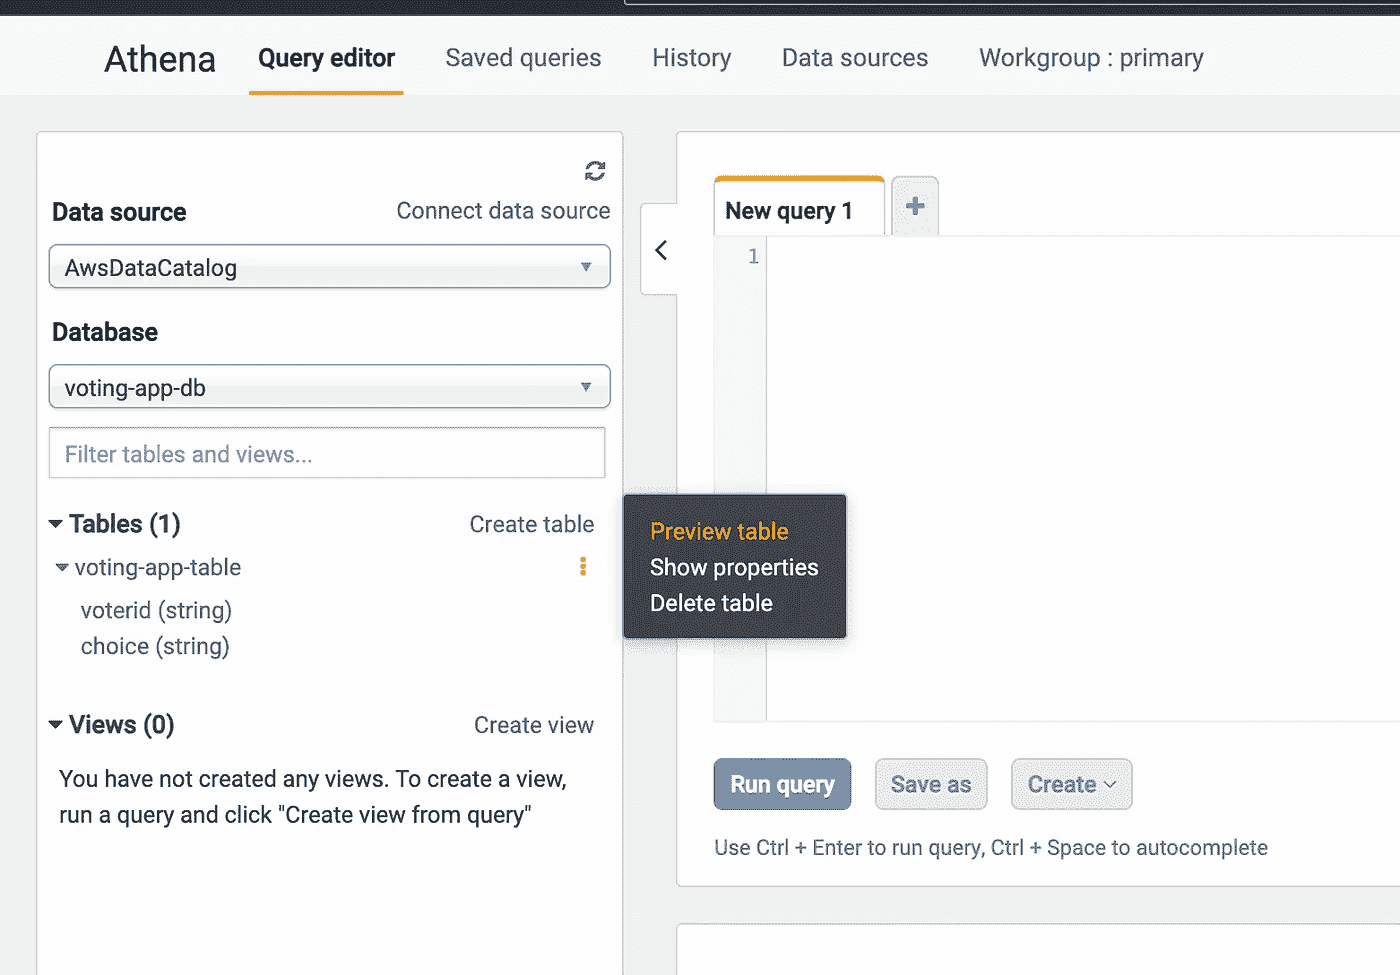 Athena Query editor Saved queries History Data sources Workgroup : primary
Data source Connect data source
AwsDataCatalog
Database
voting-app-db
Filter tables and views...
Tables (1) Create table
voting-app-table
voterid (string)
choice (string)
Views (0) Create view
You have not created any views. To create a view,
run a query and click "Create view from query"
New query 1 +
1
Preview table
Show properties
Delete table
Run query Save as Create
Use Ctrl + Enter to run query, Ctrl + Space to autocomplete